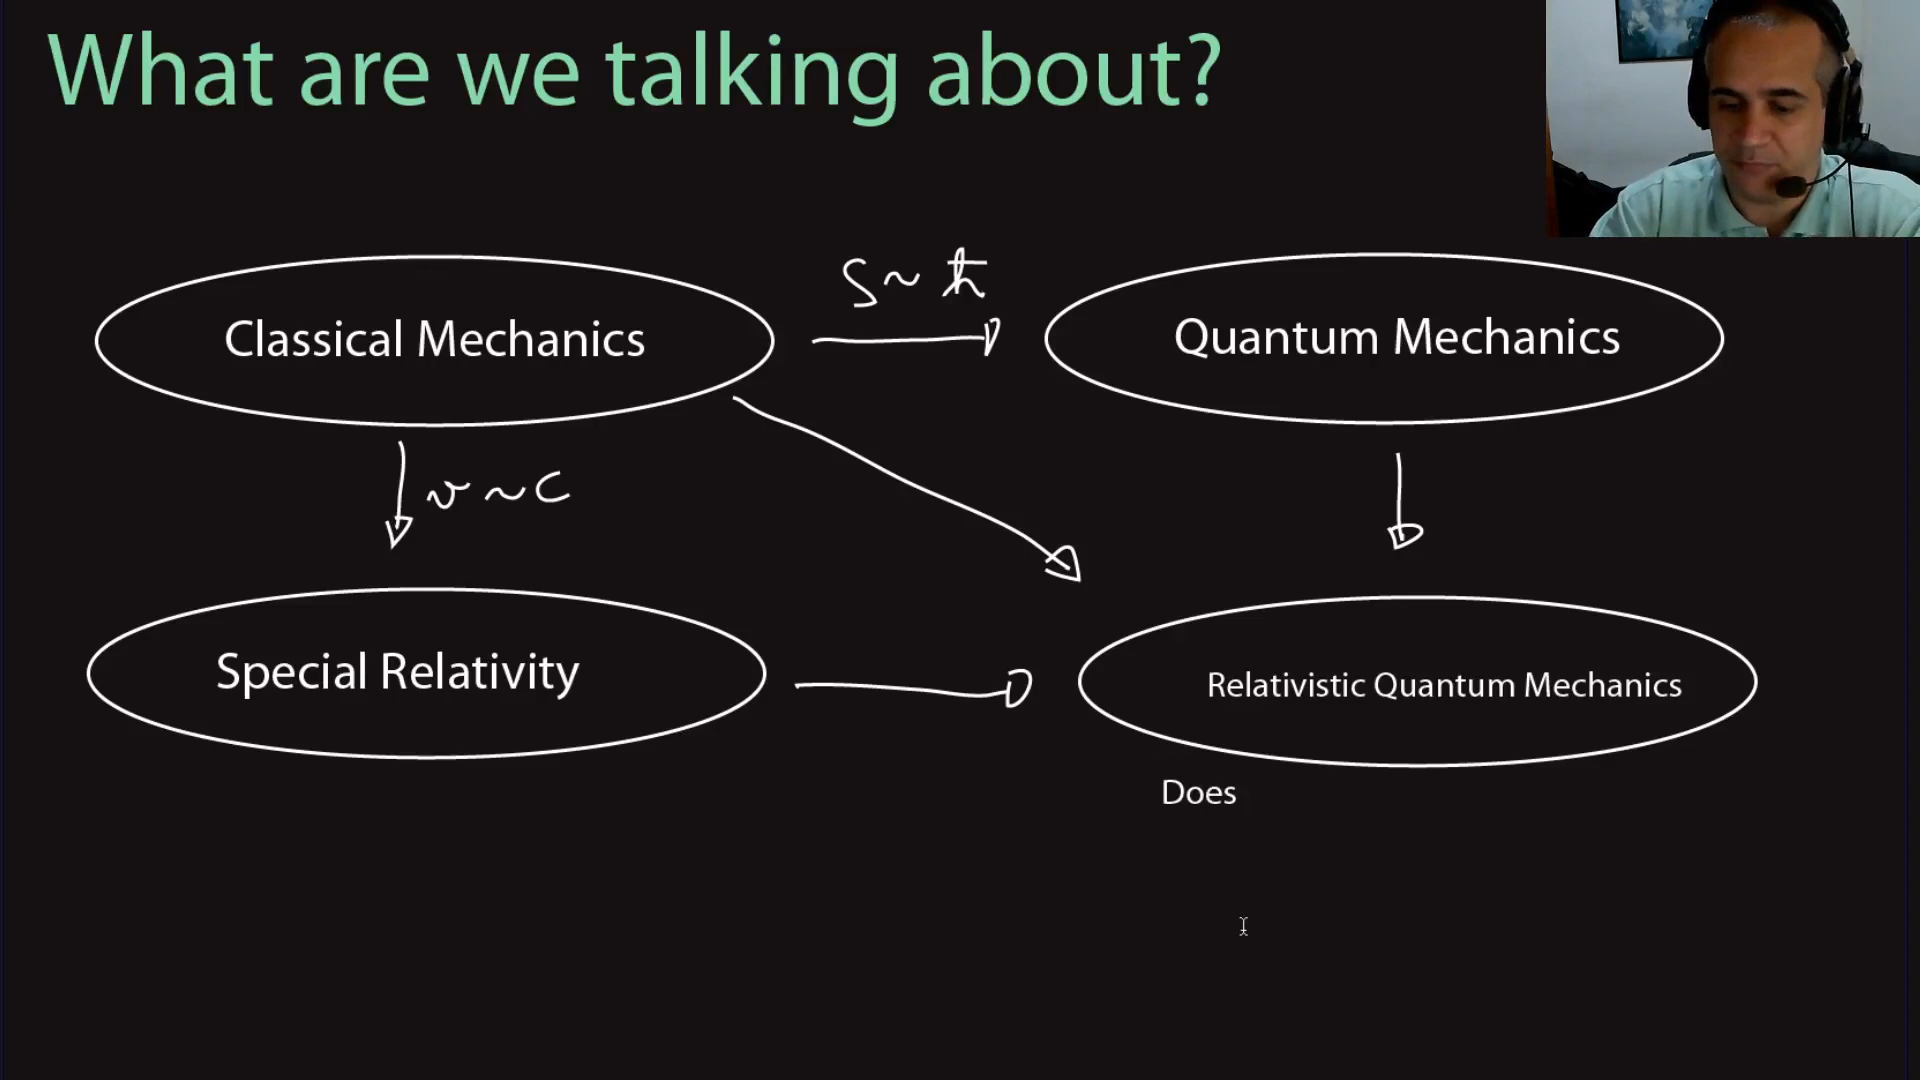 What are we talking about?
S ~ ħ
Classical Mechanics
Quantum Mechanics
v ~ c
Special Relativity
Relativistic Quantum Mechanics
Does